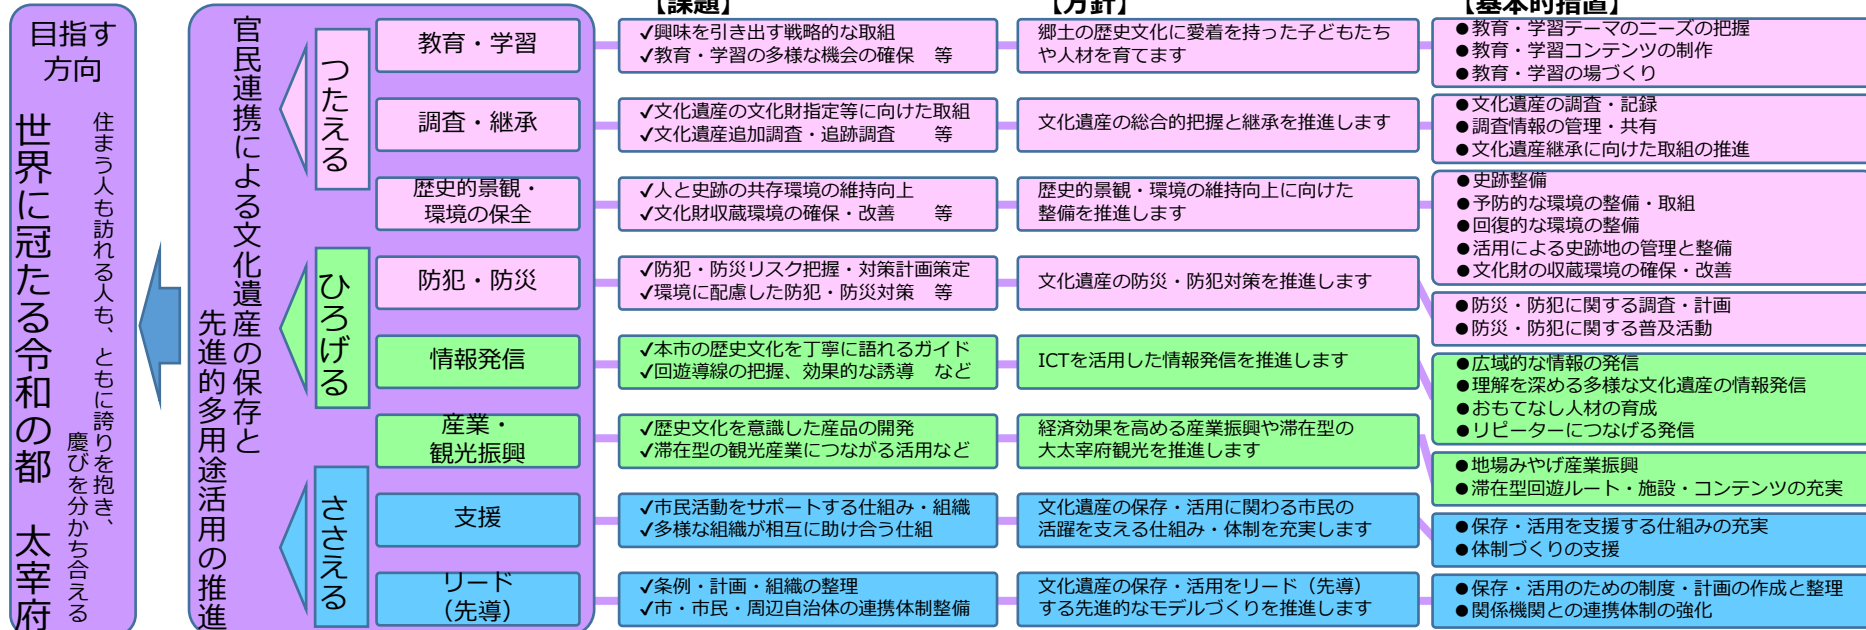 目指す
方向
住まう人も訪れる人も、ともに誇りを抱き、
慶びを分かち合える
世界に冠たる令和の都　太宰府
官民連携による文化遺産の保存と
先進的多用途活用の推進
つたえる
ひろげる
ささえる
【課題】
【方針】
【基本的措置】
教育・学習
✓興味を引き出す戦略的な取組
✓教育・学習の多様な機会の確保　等
郷土の歴史文化に愛着を持った子どもたち
や人材を育てます
●教育・学習テーマのニーズの把握
●教育・学習コンテンツの制作
●教育・学習の場づくり
調査・継承
✓文化遺産の文化財指定等に向けた取組
✓文化遺産追加調査・追跡調査　等
文化遺産の総合的把握と継承を推進します
●文化遺産の調査・記録
●調査情報の管理・共有
●文化遺産継承に向けた取組の推進
歴史的景観・
環境の保全
✓人と史跡の共存環境の維持向上
✓文化財収蔵環境の確保・改善　等
歴史的景観・環境の維持向上に向けた
整備を推進します
●史跡整備
●予防的な環境の整備・取組
●回復的な環境の整備
●活用による史跡地の管理と整備
●文化財の収蔵環境の確保・改善
防犯・防災
✓防犯・防災リスク把握・対策計画策定
✓環境に配慮した防犯・防災対策　等
文化遺産の防災・防犯対策を推進します
●防災・防犯に関する調査・計画
●防災・防犯に関する普及活動
情報発信
✓本市の歴史文化を丁寧に語れるガイド
✓回遊導線の把握、効果的な誘導　など
ICTを活用した情報発信を推進します
●広域的な情報の発信
●理解を深める多様な文化遺産の情報発信
●おもてなし人材の育成
●リピーターにつなげる発信
産業・
観光振興
✓歴史文化を意識した産品の開発
✓滞在型の観光産業につながる活用など
経済効果を高める産業振興や滞在型の
大太宰府観光を推進します
●地場みやげ産業振興
●滞在型回遊ルート・施設・コンテンツの充実
支援
✓市民活動をサポートする仕組み・組織
✓多様な組織が相互に助け合う仕組
文化遺産の保存・活用に関わる市民の
活躍を支える仕組み・体制を充実します
●保存・活用を支援する仕組みの充実
●体制づくりの支援
リード
（先導）
✓条例・計画・組織の整理
✓市・市民・周辺自治体の連携体制整備
文化遺産の保存・活用をリード（先導）
する先進的なモデルづくりを推進します
●保存・活用のための制度・計画の作成と整理
●関係機関との連携体制の強化